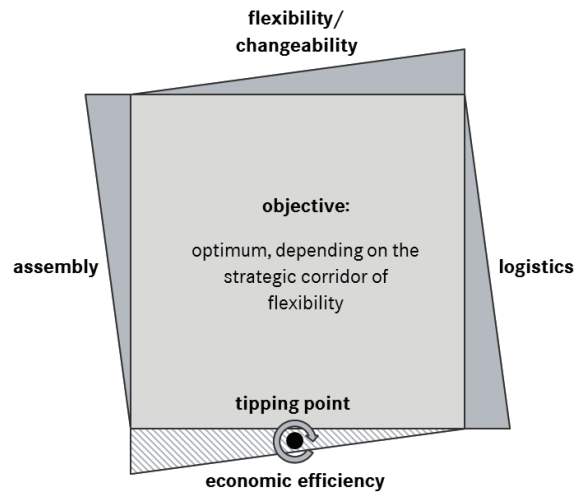 flexibility/
changeability
objective:
optimum, depending on the
strategic corridor of
flexibility
assembly
logistics
tipping point
economic efficiency